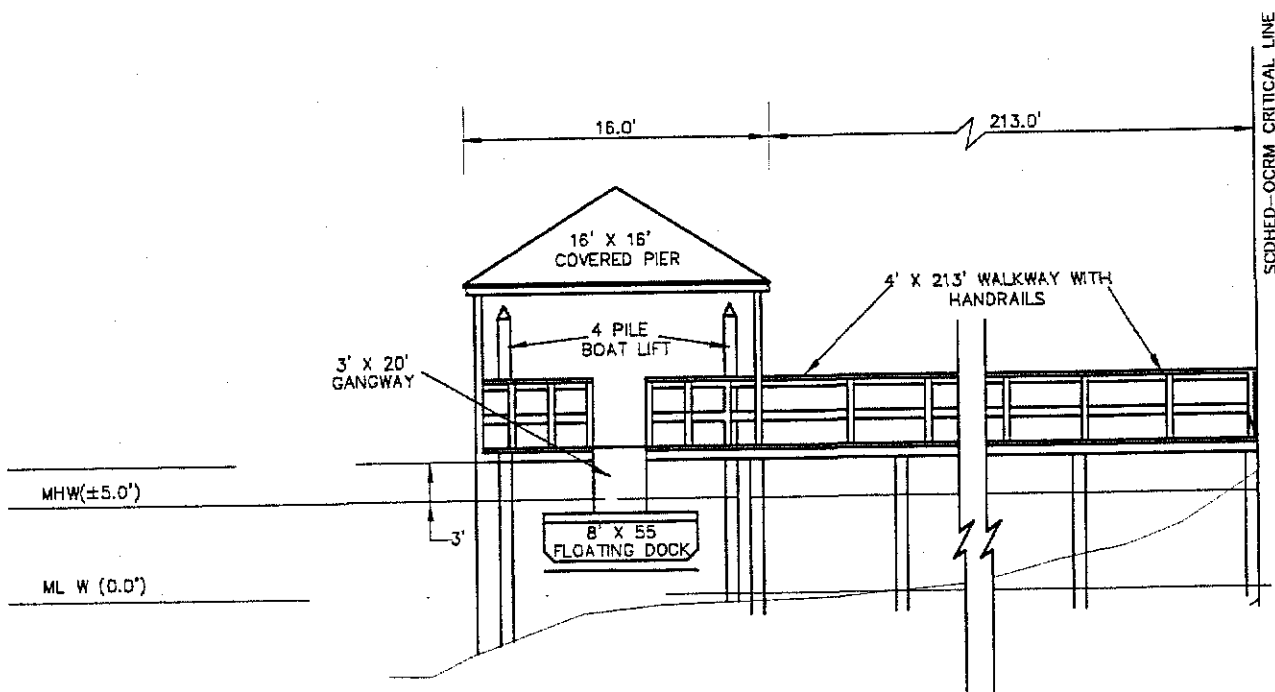 SCDHED-OCRM CRITICAL LINE
16.0'
213.0'
16' X 16'
COVERED PIER
4' X 213' WALKWAY WITH
HANDRAILS
4 PILE
BOAT LIFT
3' X 20'
GANGWAY
MHW(±5.0')
3'
8' X 55
FLOATING DOCK
ML W (0.0')